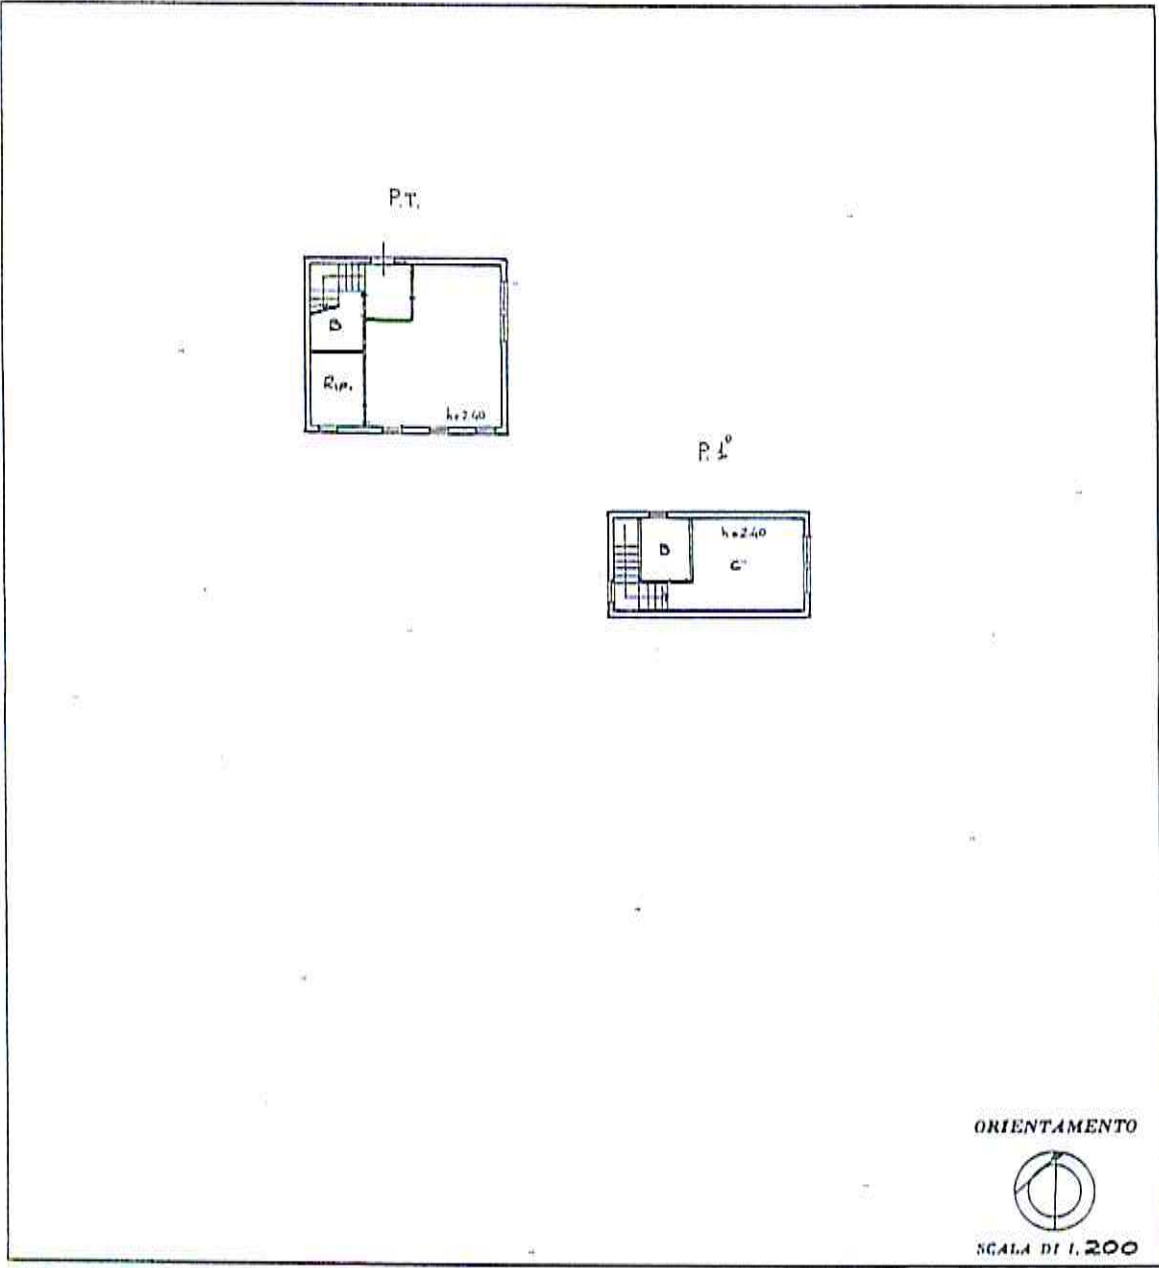 P.T.
B
Rip.
h=2.40
P. 1°
h=2.40
B
C
ORIENTAMENTO
SCALA DI 1. 200